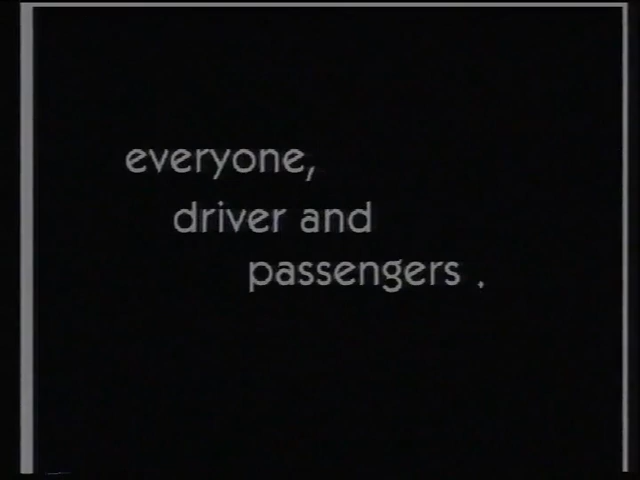 everyone,
driver and
passengers .